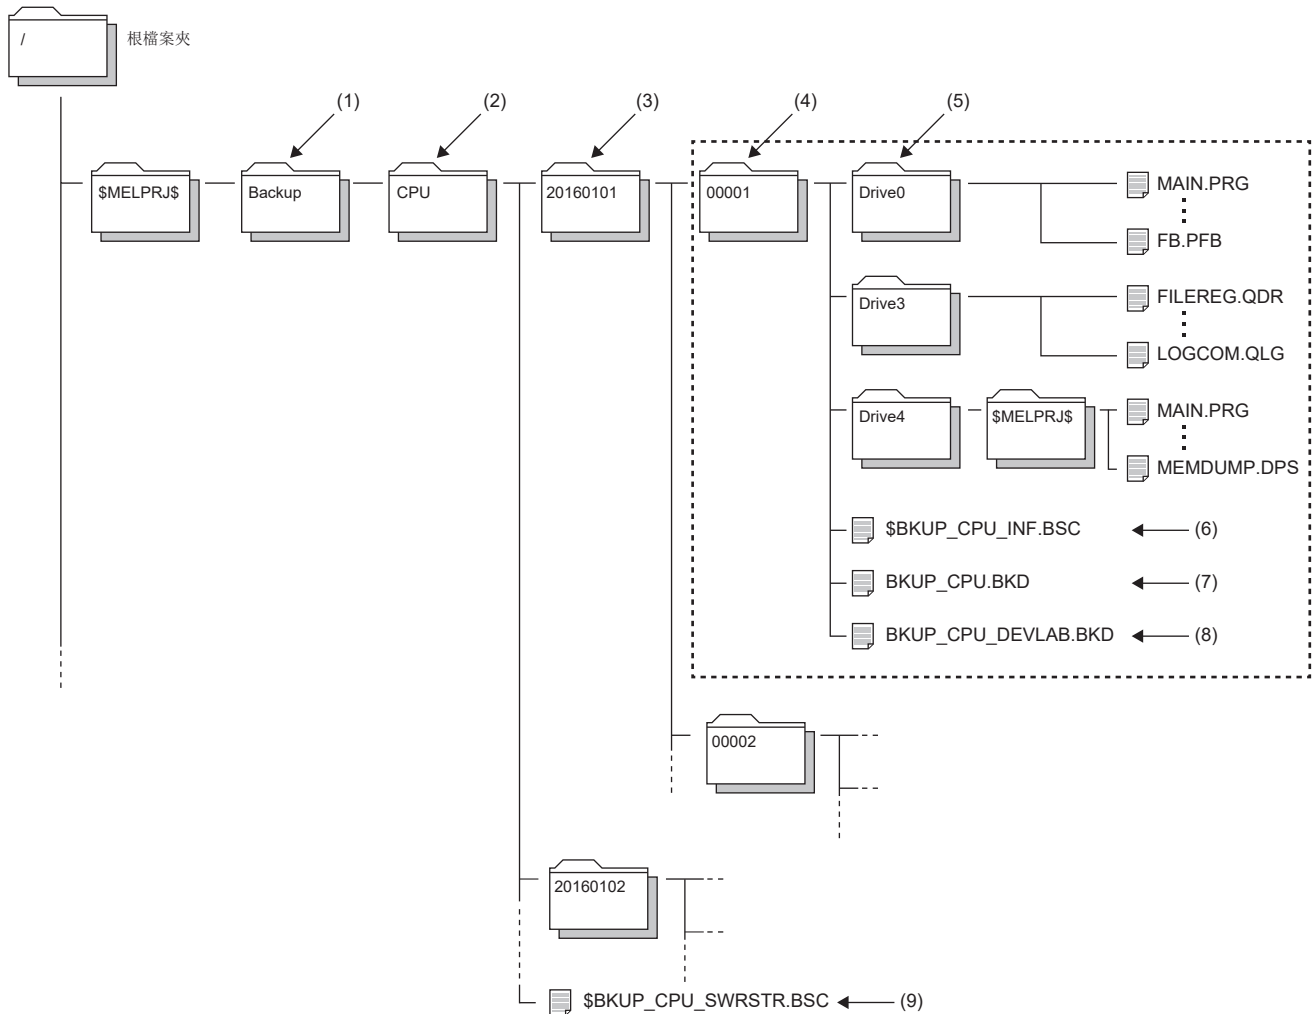 /
根檔案夾
(1)
(2)
(3)
(4)
(5)
$MELPRJ$
Backup
CPU
20160101
00001
Drive0
MAIN.PRG
FB.PFB
Drive3
FILEREG.QDR
LOGCOM.QLG
Drive4
$MELPRJ$
MAIN.PRG
MEMDUMP.DPS
$BKUP_CPU_INF.BSC
(6)
BKUP_CPU.BKD
(7)
BKUP_CPU_DEVLAB.BKD
(8)
00002
20160102
$BKUP_CPU_SWRSTR.BSC
(9)